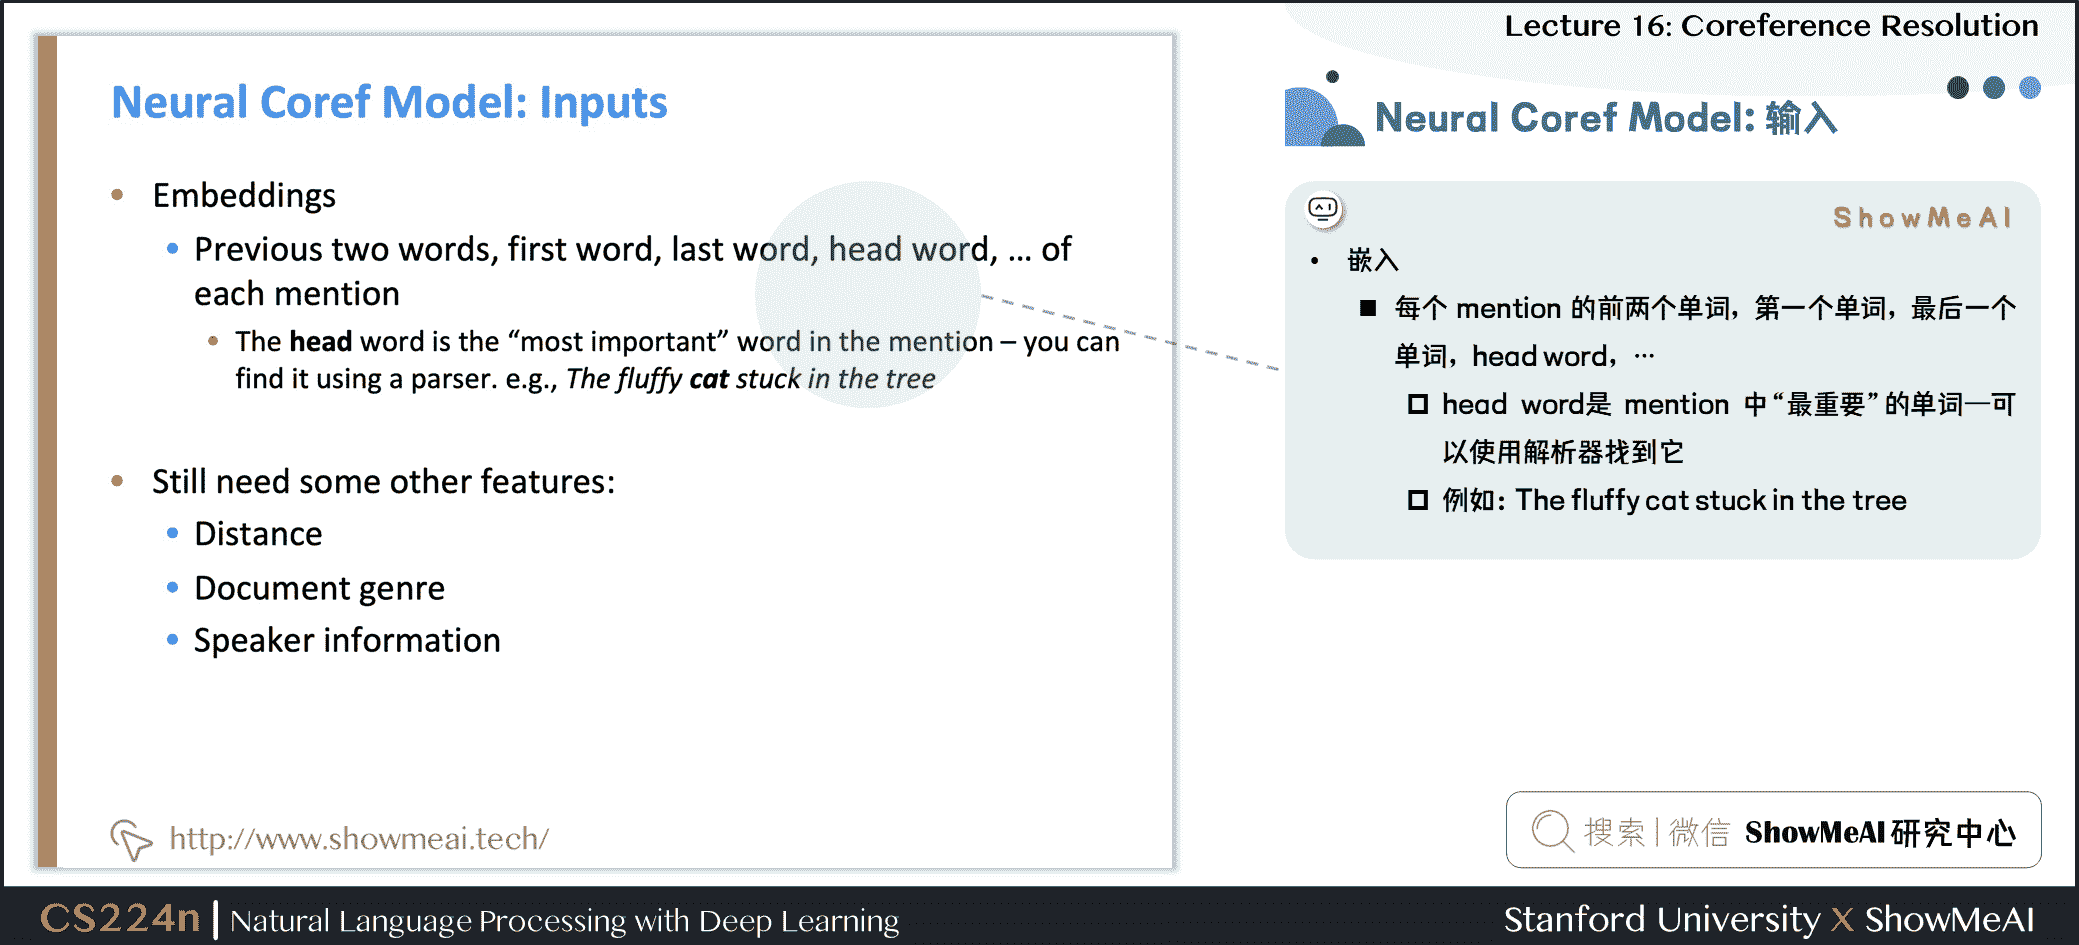 Lecture 16: Coreference Resolution
Neural Coref Model: Inputs
• Embeddings
• Previous two words, first word, last word, head word, ... of
each mention
• The head word is the “most important” word in the mention – you can
find it using a parser. e.g., The fluffy cat stuck in the tree
• Still need some other features:
• Distance
• Document genre
• Speaker information
http://www.showmeai.tech/
Neural Coref Model: 输入
ShowMeAI
• 嵌入
■ 每个 mention 的前两个单词，第一个单词，最后一个
单词，head word，…
□ head word是 mention 中“最重要”的单词—可
以使用解析器找到它
□ 例如：The fluffy cat stuck in the tree
搜索 | 微信 ShowMeAI 研究中心
CS224n | Natural Language Processing with Deep Learning
Stanford University X ShowMeAI